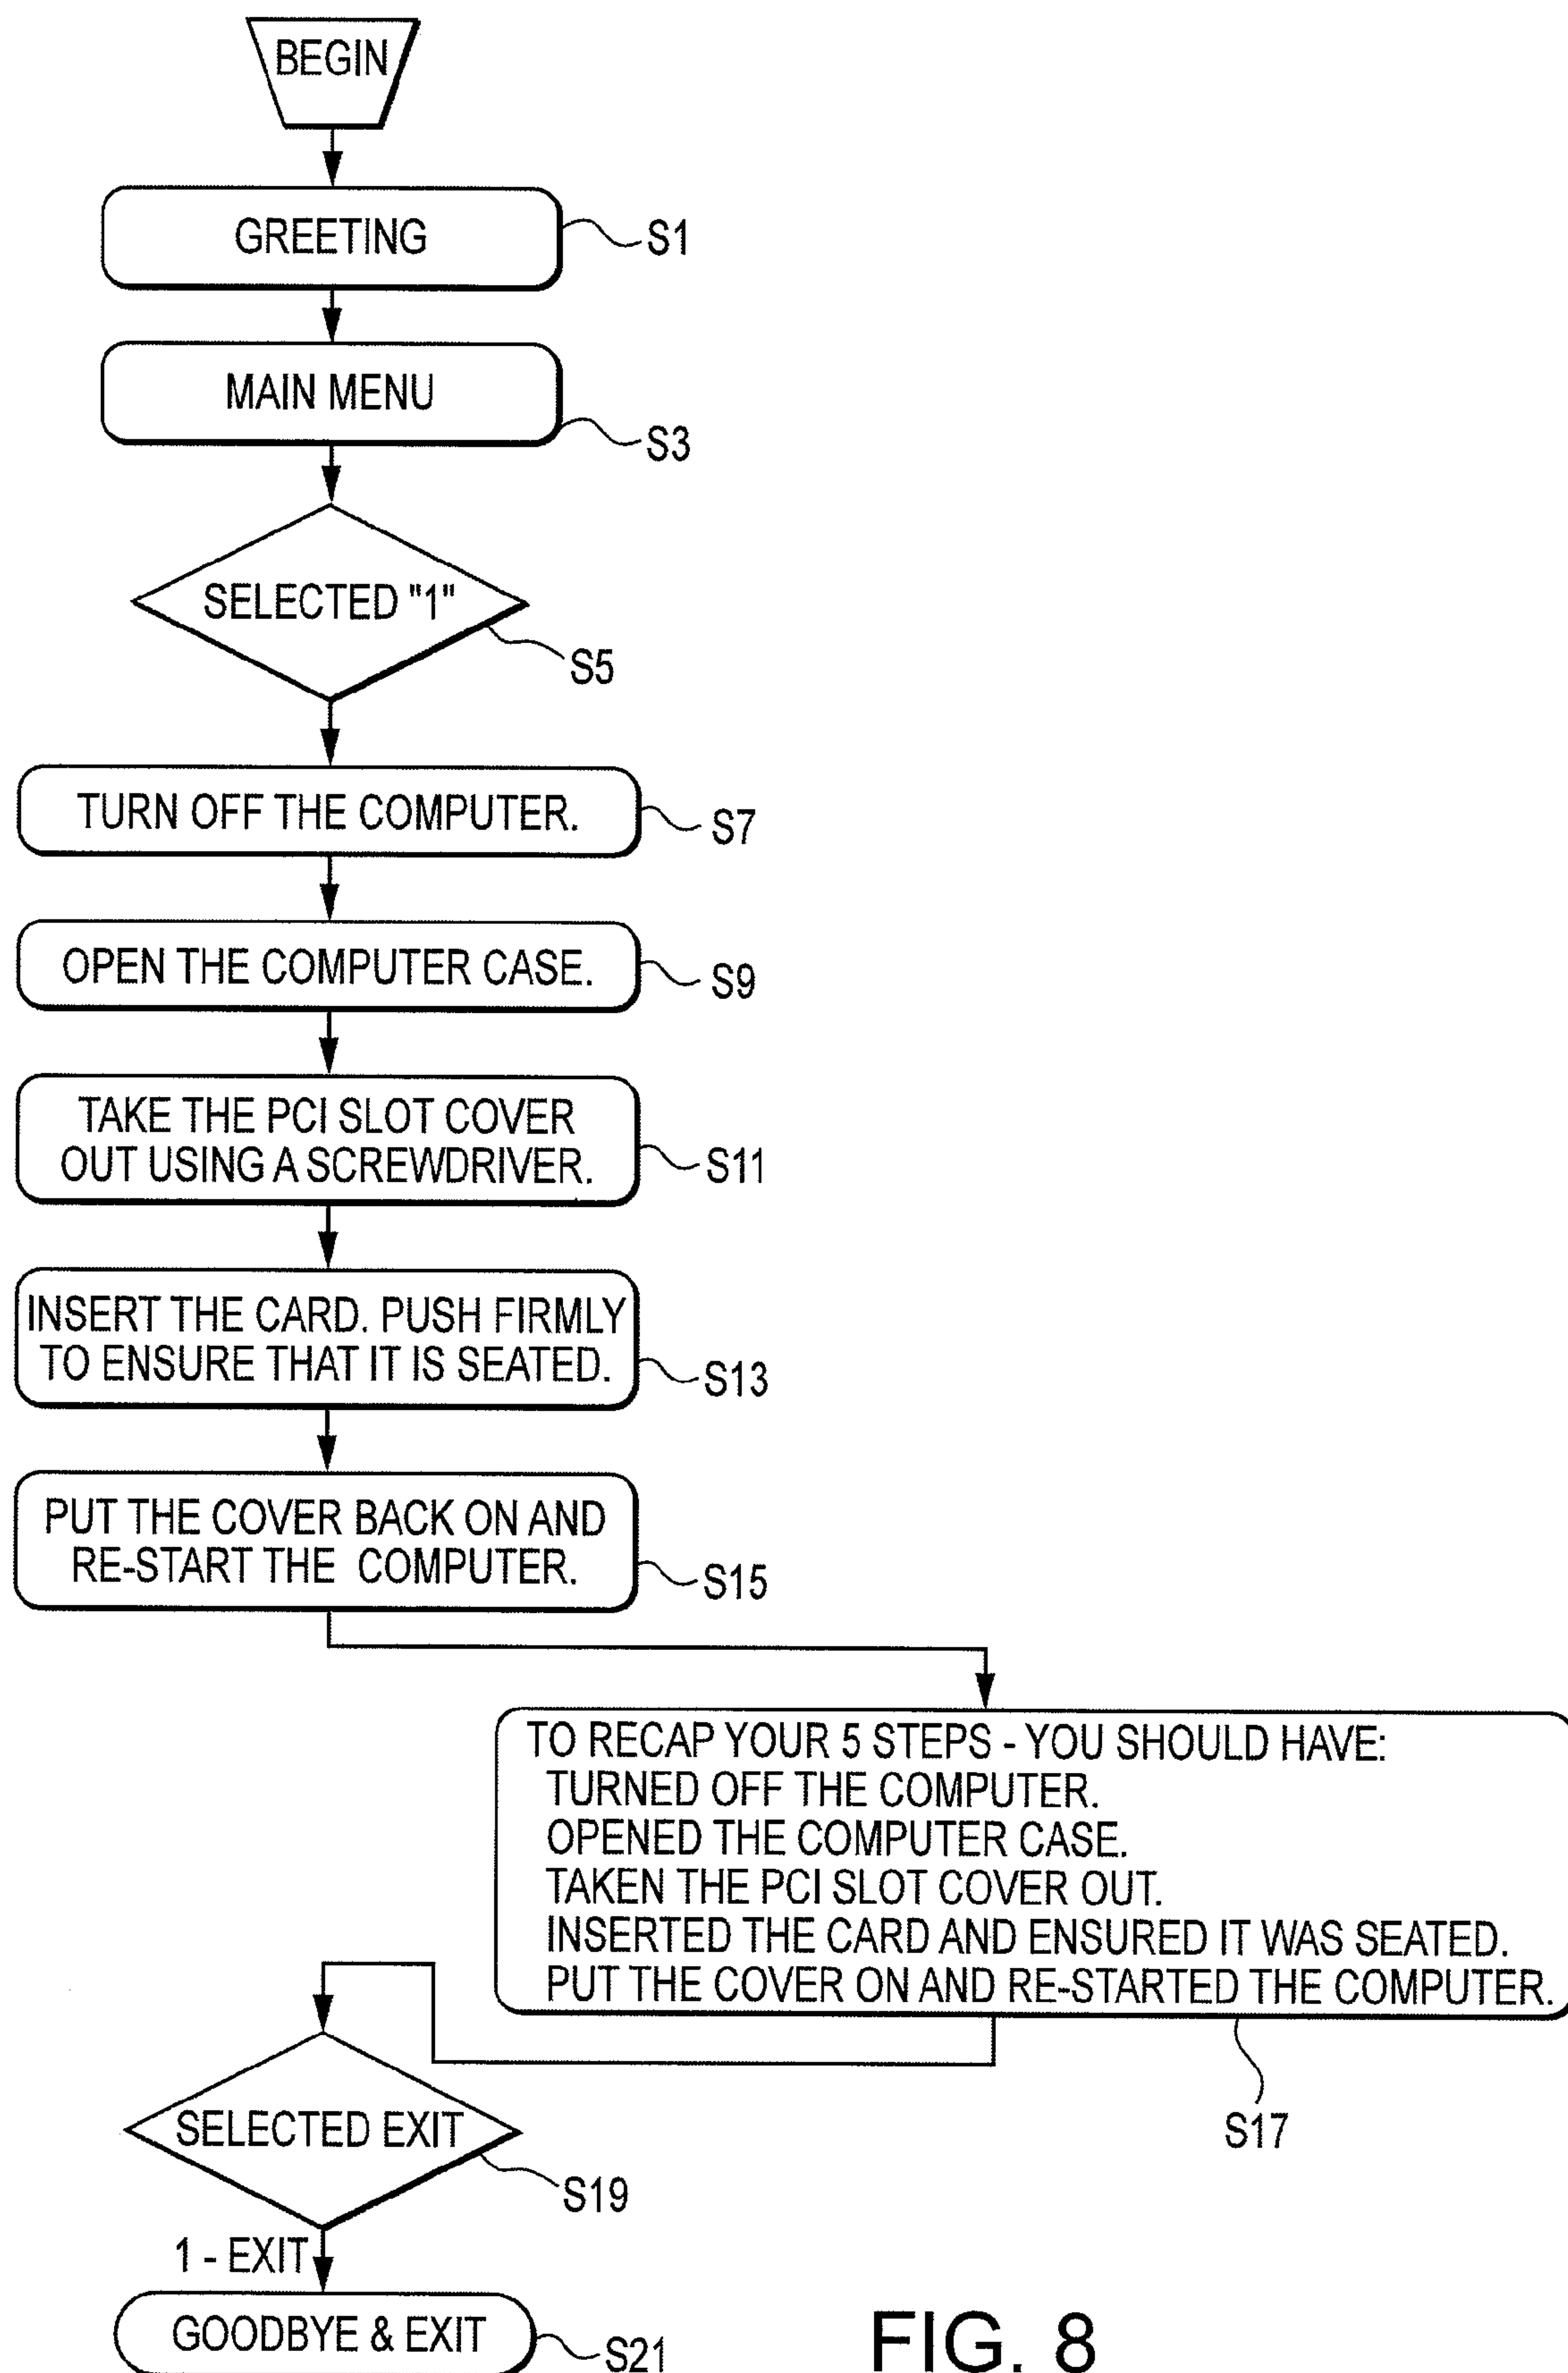 BEGIN
GREETING
S1
MAIN MENU
S3
SELECTED "1"
S5
TURN OFF THE COMPUTER.
S7
OPEN THE COMPUTER CASE.
S9
TAKE THE PCI SLOT COVER
OUT USING A SCREWDRIVER.
S11
INSERT THE CARD. PUSH FIRMLY
TO ENSURE THAT IT IS SEATED.
S13
PUT THE COVER BACK ON AND
RE-START THE COMPUTER.
S15
TO RECAP YOUR 5 STEPS - YOU SHOULD HAVE:
TURNED OFF THE COMPUTER.
OPENED THE COMPUTER CASE.
TAKEN THE PCI SLOT COVER OUT.
INSERTED THE CARD AND ENSURED IT WAS SEATED.
PUT THE COVER ON AND RE-STARTED THE COMPUTER.
S17
SELECTED EXIT
S19
1 - EXIT
GOODBYE & EXIT
S21
FIG. 8